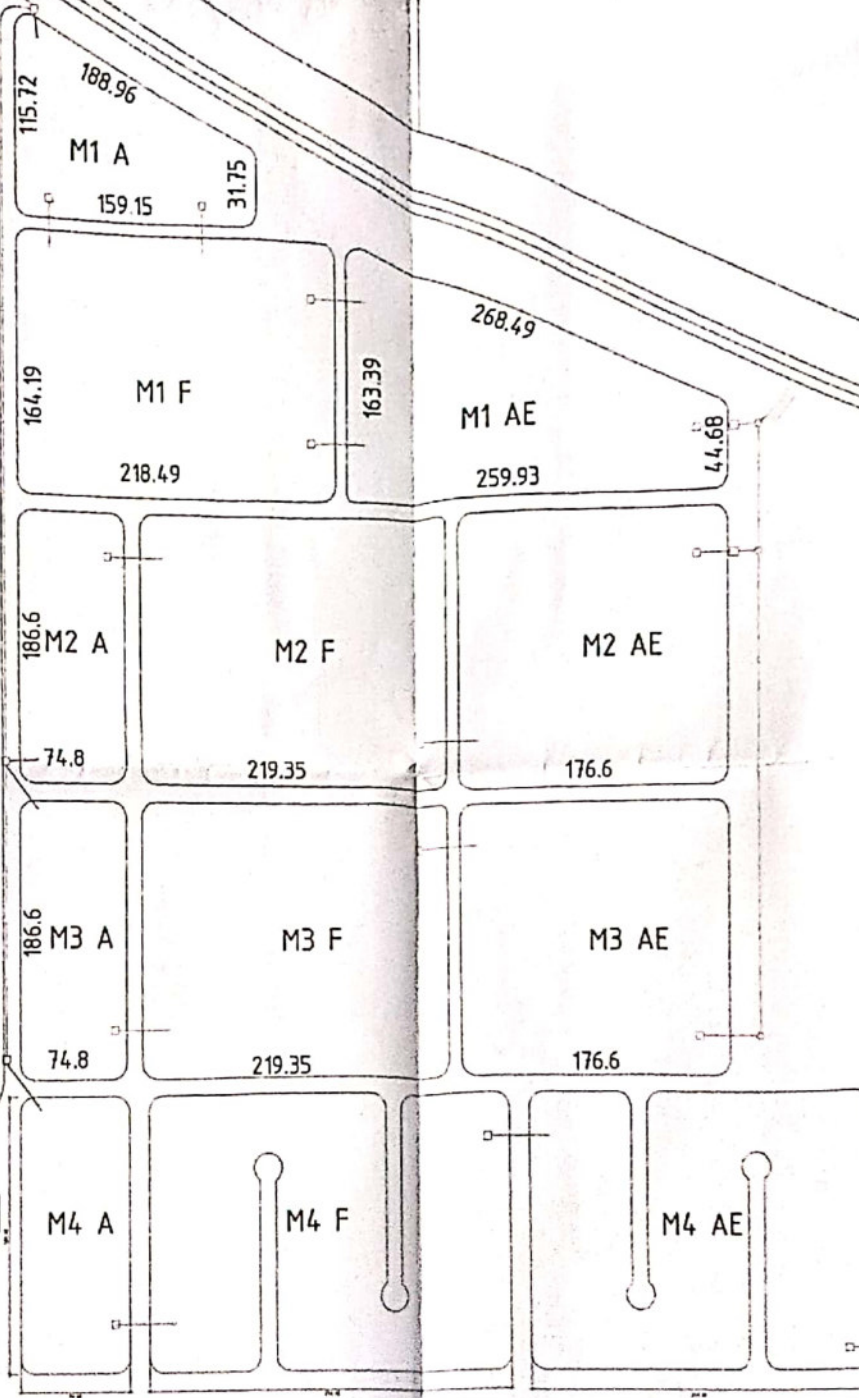 188.96
115.72
M1 A
31.75
159.15
268.49
164.19
M1 F
163.39
M1 AE
44.68
218.49
259.93
186.6
M2 A
M2 F
M2 AE
74.8
219.35
176.6
186.6
M3 A
M3 F
M3 AE
74.8
219.35
176.6
M4 A
M4 F
M4 AE